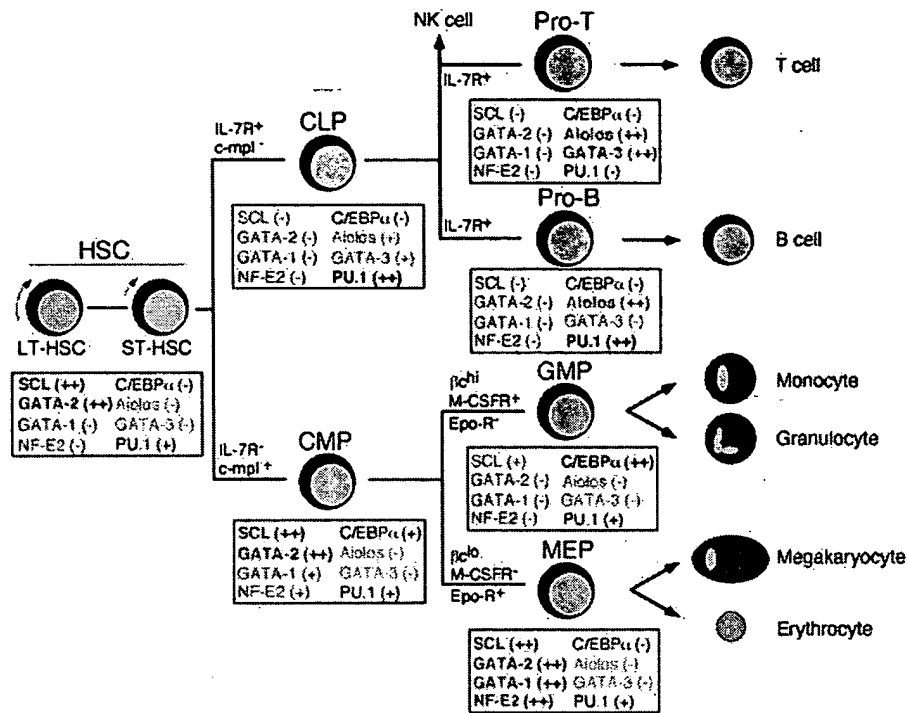 NK cell
Pro-T
IL-7R+
T cell
SCL (-) C/EBPα (-)
GATA-2 (-) Aiolos (++)
GATA-1 (-) GATA-3 (++)
NF-E2 (-) PU.1 (-)
IL-7R+
c-mpl-
CLP
SCL (-) C/EBPα (-)
GATA-2 (-) Aiolos (+)
GATA-1 (-) GATA-3 (+)
NF-E2 (-) PU.1 (++)
Pro-B
IL-7R+
B cell
SCL (-) C/EBPα (-)
GATA-2 (-) Aiolos (++)
GATA-1 (-) GATA-3 (-)
NF-E2 (-) PU.1 (++)
HSC
LT-HSC ST-HSC
SCL (++) C/EBPα (-)
GATA-2 (++) Aiolos (-)
GATA-1 (-) GATA-3 (-)
NF-E2 (-) PU.1 (+)
IL-7R-
c-mpl+
CMP
SCL (++) C/EBPα (+)
GATA-2 (++) Aiolos (-)
GATA-1 (+) GATA-3 (-)
NF-E2 (+) PU.1 (+)
βchi
M-CSFR+
Epo-R-
GMP
Monocyte
Granulocyte
SCL (+) C/EBPα (++)
GATA-2 (-) Aiolos (-)
GATA-1 (-) GATA-3 (-)
NF-E2 (-) PU.1 (+)
βclo
M-CSFR-
Epo-R+
MEP
Megakaryocyte
Erythrocyte
SCL (++) C/EBPα (-)
GATA-2 (++) Aiolos (-)
GATA-1 (++) GATA-3 (-)
NF-E2 (++) PU.1 (+)